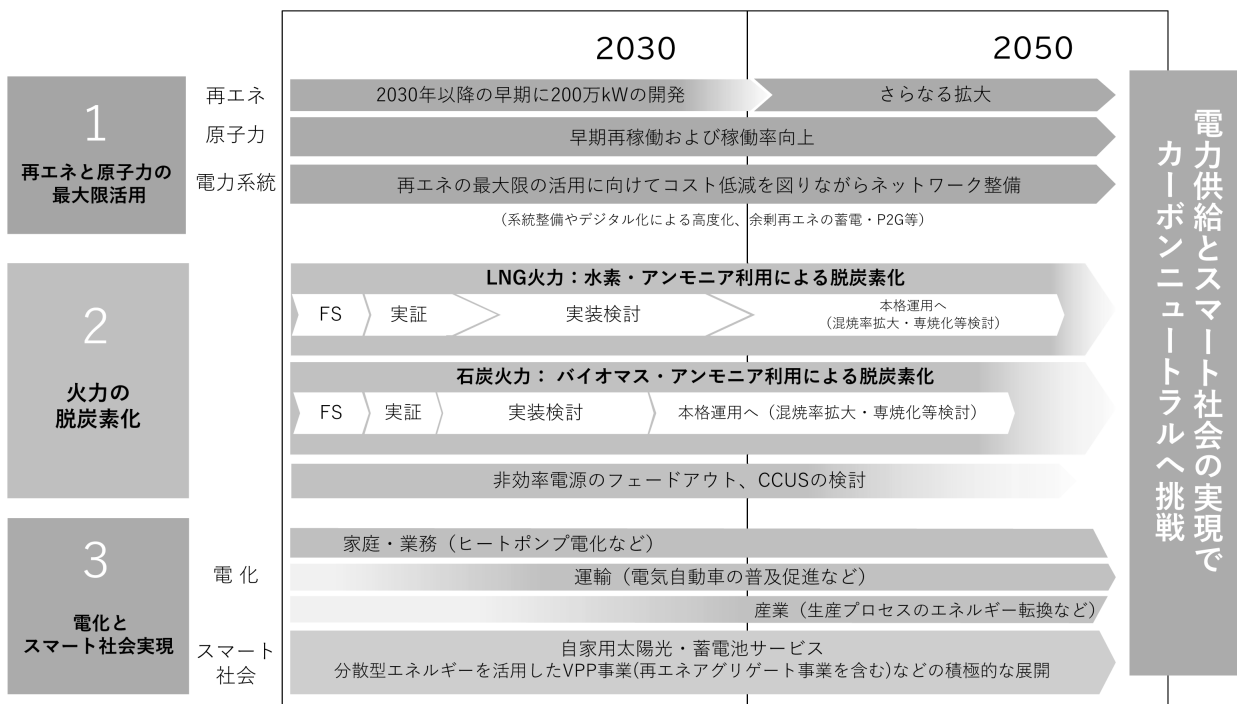 2030
2050
1
再エネと原子力の
最大限活用
再エネ
2030年以降の早期に200万kWの開発
さらなる拡大
原子力
早期再稼働および稼働率向上
電力系統
再エネの最大限の活用に向けてコスト低減を図りながらネットワーク整備
（系統整備やデジタル化による高度化、余剰再エネの蓄電・P2G等）
2
火力の
脱炭素化
LNG火力：水素・アンモニア利用による脱炭素化
FS
実証
実装検討
本格運用へ
（混焼率拡大・専焼化等検討）
石炭火力： バイオマス・アンモニア利用による脱炭素化
FS
実証
実装検討
本格運用へ（混焼率拡大・専焼化等検討）
非効率電源のフェードアウト、CCUSの検討
3
電化と
スマート社会実現
電 化
家庭・業務（ヒートポンプ電化など）
運輸（電気自動車の普及促進など）
産業（生産プロセスのエネルギー転換など）
スマート
社会
自家用太陽光・蓄電池サービス
分散型エネルギーを活用したVPP事業(再エネアグリゲート事業を含む)などの積極的な展開
電力供給とスマート社会の実現で
カーボンニュートラルへ挑戦